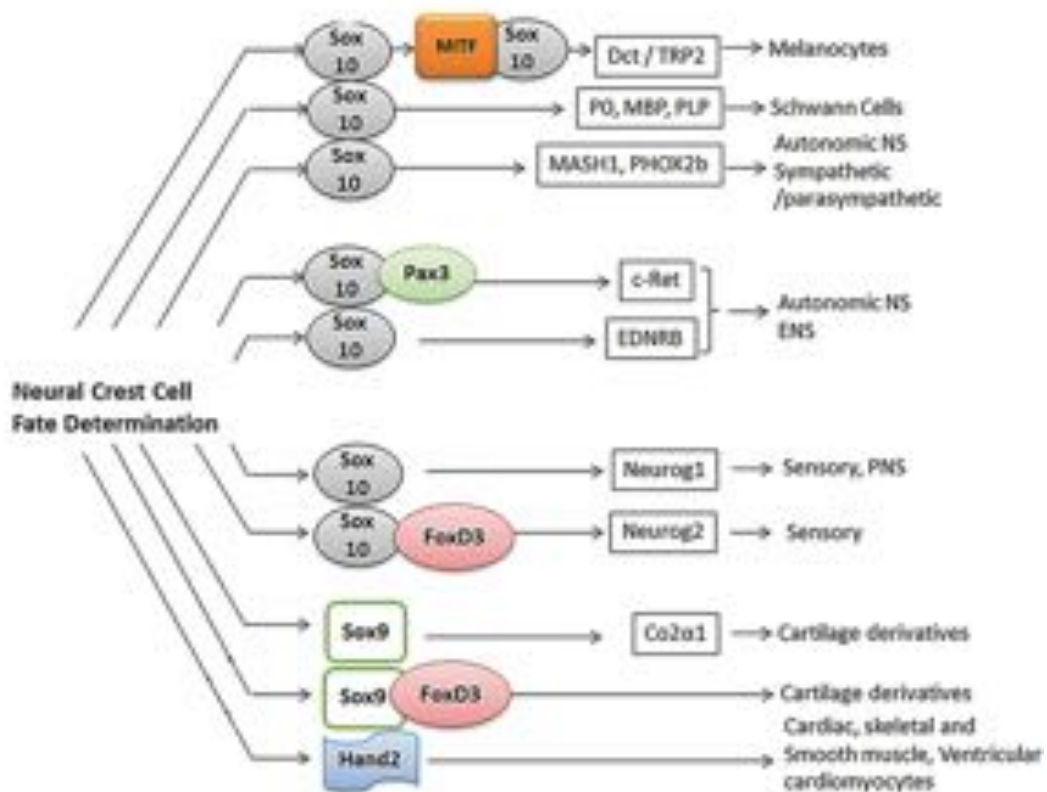 Sox
10
MITF
Sox
10
Dct / TRP2
Melanocytes
Sox
10
P0, MBP, PLP
Schwann Cells
Sox
10
MASH1, PHOX2b
Autonomic NS
Sympathetic
/parasympathetic
Sox
10
Pax3
c-Ret
Sox
10
EDNRB
Autonomic NS
ENS
Neural Crest Cell
Fate Determination
Sox
10
Neurog1
Sensory, PNS
Sox
10
FoxD3
Neurog2
Sensory
Sox9
Co2α1
Cartilage derivatives
Sox9
FoxD3
Cartilage derivatives
Hand2
Cardiac, skeletal and
Smooth muscle, Ventricular
cardiomyocytes